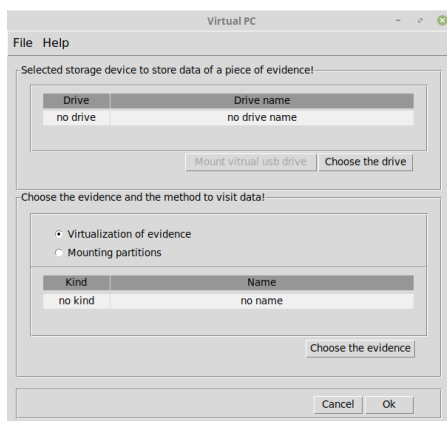 Virtual PC
File Help
Selected storage device to store data of a piece of evidence!
Drive Drive name
no drive no drive name
Mount vitrual usb drive Choose the drive
Choose the evidence and the method to visit data!
Virtualization of evidence
Mounting partitions
Kind Name
no kind no name
Choose the evidence
Cancel Ok